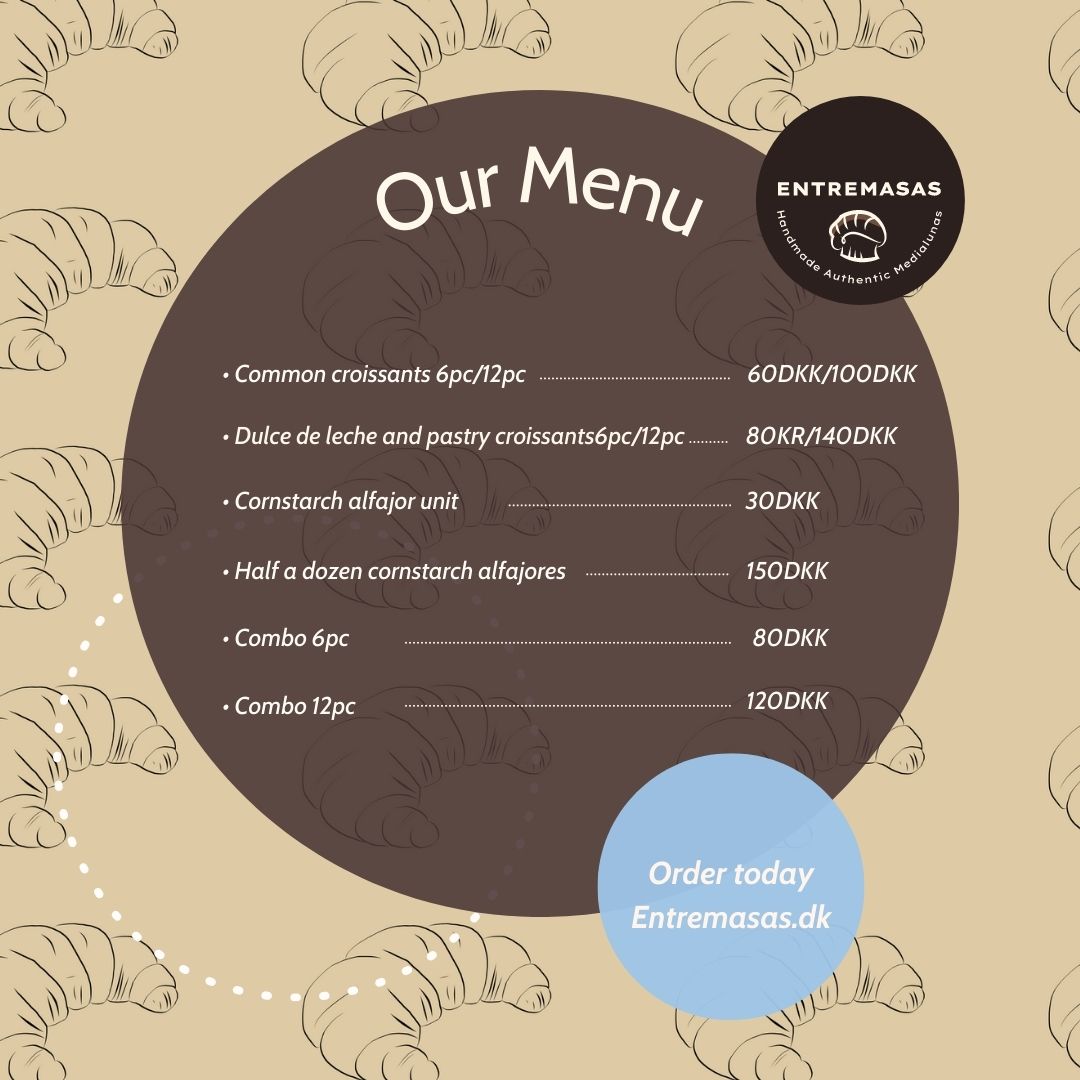 Our Menu
ENTREMASAS
Handmade Authentic Medialunas
• Common croissants 6pc/12pc ........ 60DKK/100DKK
• Dulce de leche and pastry croissants6pc/12pc ........ 80KR/140DKK
• Cornstarch alfajor unit ........ 30DKK
• Half a dozen cornstarch alfajores ........ 150DKK
• Combo 6pc ........ 80DKK
• Combo 12pc ........ 120DKK
Order today
Entremasas.dk